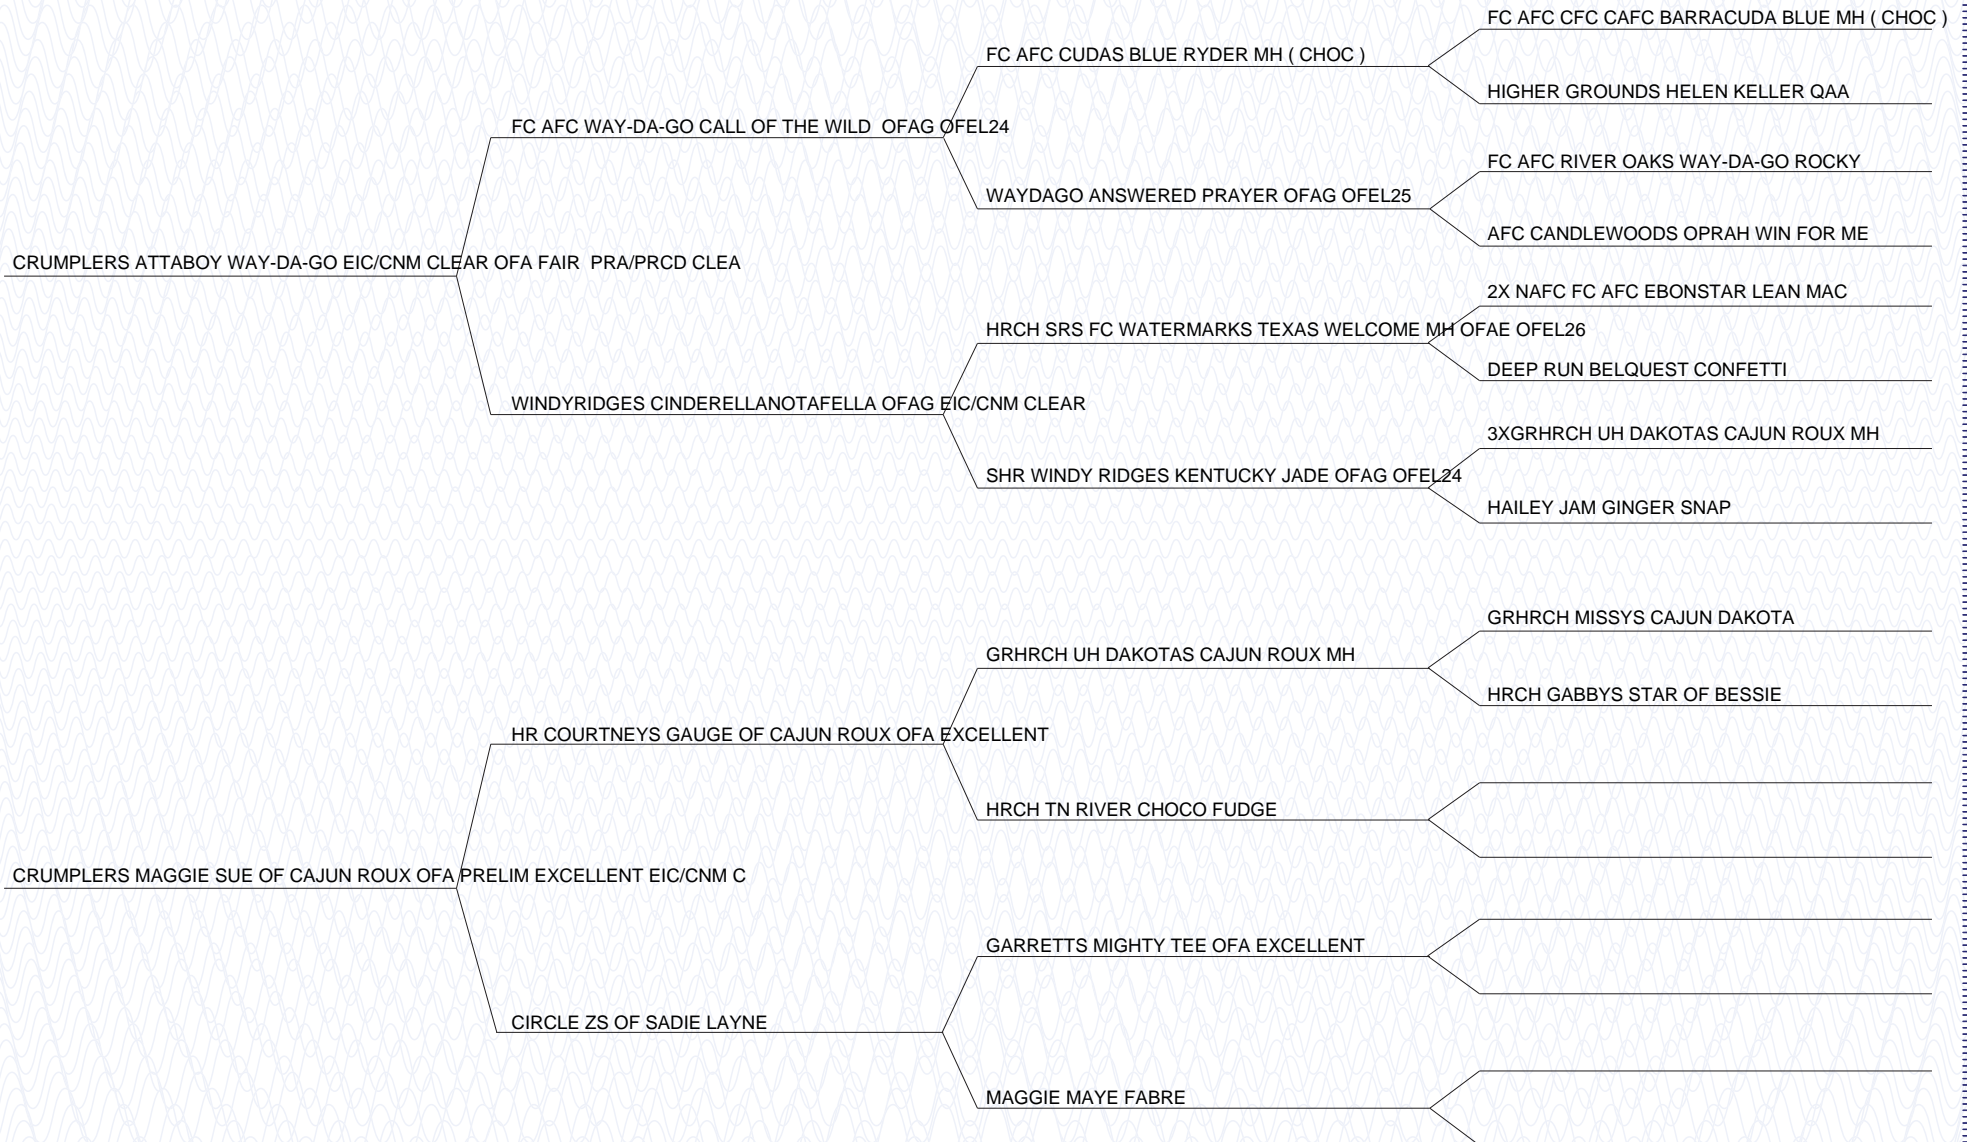 FC AFC CFC CAFC BARRACUDA BLUE MH ( CHOC )
FC AFC CUDAS BLUE RYDER MH ( CHOC )
HIGHER GROUNDS HELEN KELLER QAA
FC AFC WAY-DA-GO CALL OF THE WILD  OFAG OFEL24
FC AFC RIVER OAKS WAY-DA-GO ROCKY
WAYDAGO ANSWERED PRAYER OFAG OFEL25
AFC CANDLEWOODS OPRAH WIN FOR ME
CRUMPLERS ATTABOY WAY-DA-GO EIC/CNM CLEAR OFA FAIR  PRA/PRCD CLEA
2X NAFC FC AFC EBONSTAR LEAN MAC
HRCH SRS FC WATERMARKS TEXAS WELCOME MH OFAE OFEL26
DEEP RUN BELQUEST CONFETTI
WINDYRIDGES CINDERELLANOTAFELLA OFAG EIC/CNM CLEAR
3XGRHRCH UH DAKOTAS CAJUN ROUX MH
SHR WINDY RIDGES KENTUCKY JADE OFAG OFEL24
HAILEY JAM GINGER SNAP
GRHRCH MISSYS CAJUN DAKOTA
GRHRCH UH DAKOTAS CAJUN ROUX MH
HRCH GABBYS STAR OF BESSIE
HR COURTNEYS GAUGE OF CAJUN ROUX OFA EXCELLENT
HRCH TN RIVER CHOCO FUDGE
CRUMPLERS MAGGIE SUE OF CAJUN ROUX OFA PRELIM EXCELLENT EIC/CNM C
GARRETTS MIGHTY TEE OFA EXCELLENT
CIRCLE ZS OF SADIE LAYNE
MAGGIE MAYE FABRE